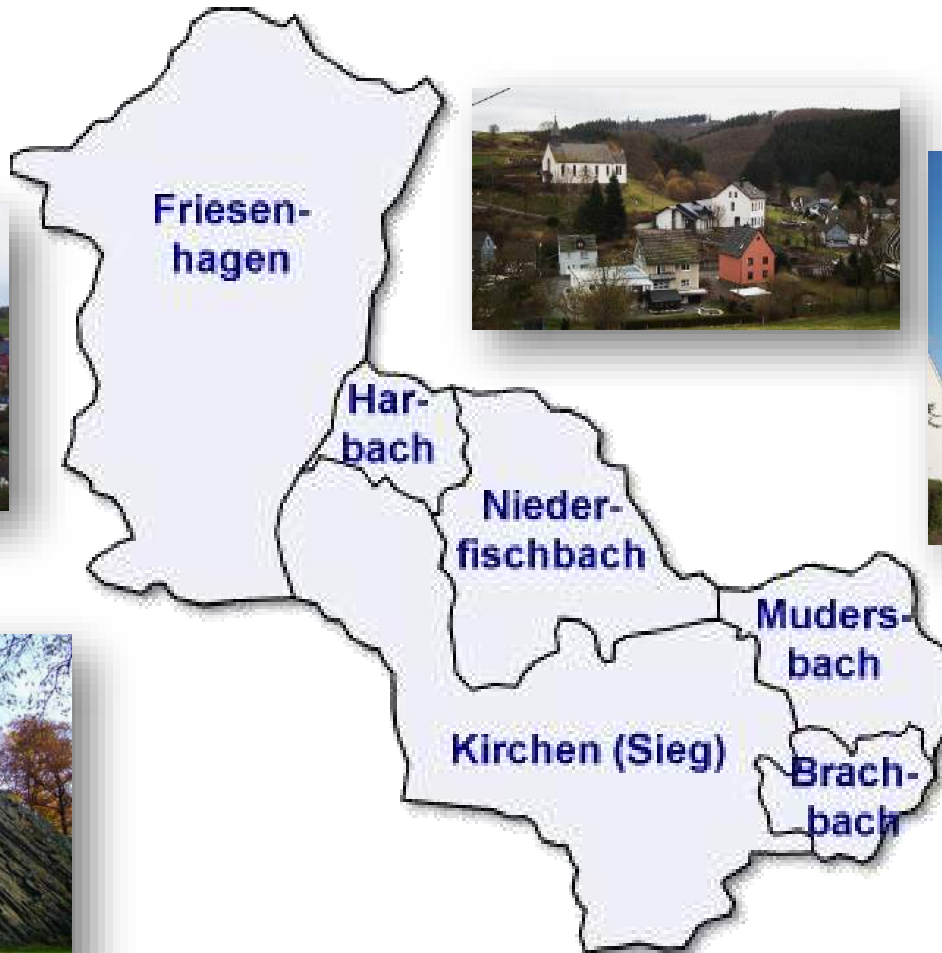 Friesen-
hagen
Har-
bach
Nieder-
fischbach
Muders-
bach
Kirchen (Sieg)
Brach-
bach